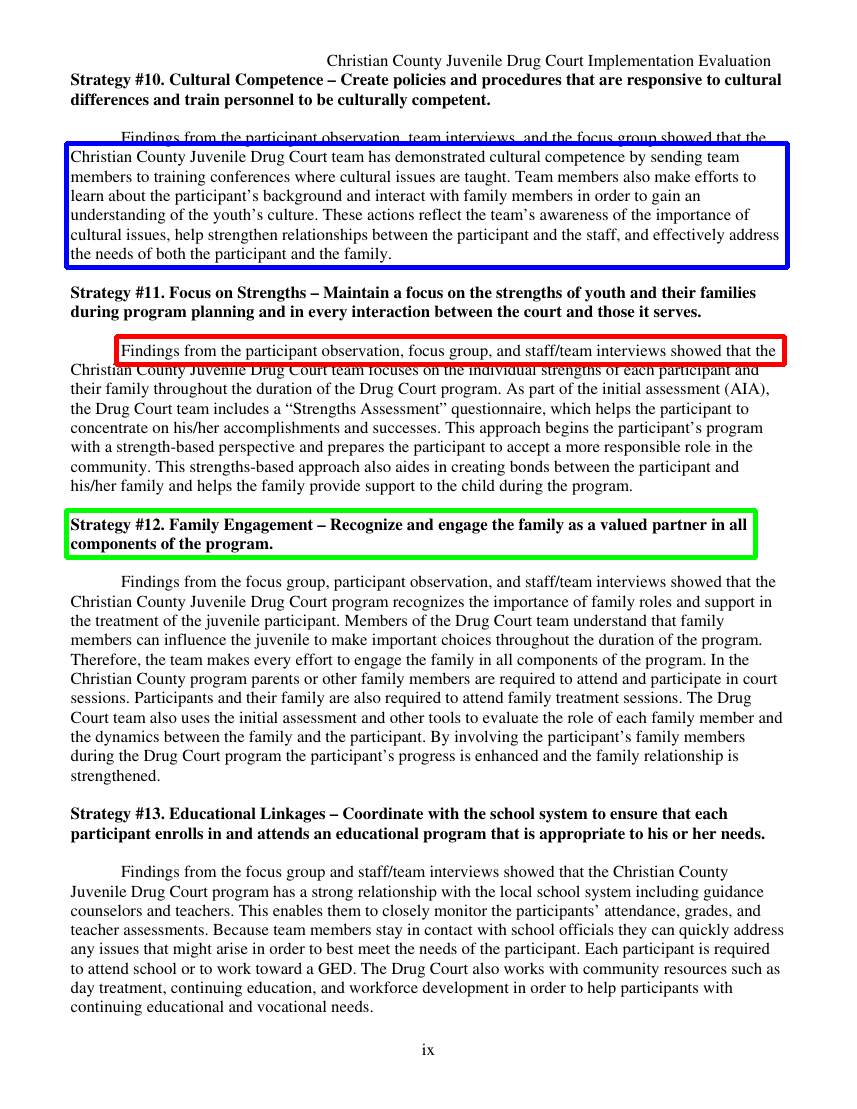 Christian County Juvenile Drug Court Implementation Evaluation
Strategy #10. Cultural Competence – Create policies and procedures that are responsive to cultural
differences and train personnel to be culturally competent.
Findings from the participant observation, team interviews, and the focus group showed that the
Christian County Juvenile Drug Court team has demonstrated cultural competence by sending team
members to training conferences where cultural issues are taught. Team members also make efforts to
learn about the participant's background and interact with family members in order to gain an
understanding of the youth's culture. These actions reflect the team's awareness of the importance of
cultural issues, help strengthen relationships between the participant and the staff, and effectively address
the needs of both the participant and the family.
Strategy #11. Focus on Strengths – Maintain a focus on the strengths of youth and their families
during program planning and in every interaction between the court and those it serves.
Findings from the participant observation, focus group, and staff/team interviews showed that the
Christian County Juvenile Drug Court team focuses on the individual strengths of each participant and
their family throughout the duration of the Drug Court program. As part of the initial assessment (AIA),
the Drug Court team includes a “Strengths Assessment” questionnaire, which helps the participant to
concentrate on his/her accomplishments and successes. This approach begins the participant's program
with a strength-based perspective and prepares the participant to accept a more responsible role in the
community. This strengths-based approach also aides in creating bonds between the participant and
his/her family and helps the family provide support to the child during the program.
Strategy #12. Family Engagement – Recognize and engage the family as a valued partner in all
components of the program.
Findings from the focus group, participant observation, and staff/team interviews showed that the
Christian County Juvenile Drug Court program recognizes the importance of family roles and support in
the treatment of the juvenile participant. Members of the Drug Court team understand that family
members can influence the juvenile to make important choices throughout the duration of the program.
Therefore, the team makes every effort to engage the family in all components of the program. In the
Christian County program parents or other family members are required to attend and participate in court
sessions. Participants and their family are also required to attend family treatment sessions. The Drug
Court team also uses the initial assessment and other tools to evaluate the role of each family member and
the dynamics between the family and the participant. By involving the participant's family members
during the Drug Court program the participant's progress is enhanced and the family relationship is
strengthened.
Strategy #13. Educational Linkages – Coordinate with the school system to ensure that each
participant enrolls in and attends an educational program that is appropriate to his or her needs.
Findings from the focus group and staff/team interviews showed that the Christian County
Juvenile Drug Court program has a strong relationship with the local school system including guidance
counselors and teachers. This enables them to closely monitor the participants' attendance, grades, and
teacher assessments. Because team members stay in contact with school officials they can quickly address
any issues that might arise in order to best meet the needs of the participant. Each participant is required
to attend school or to work toward a GED. The Drug Court also works with community resources such as
day treatment, continuing education, and workforce development in order to help participants with
continuing educational and vocational needs.
ix